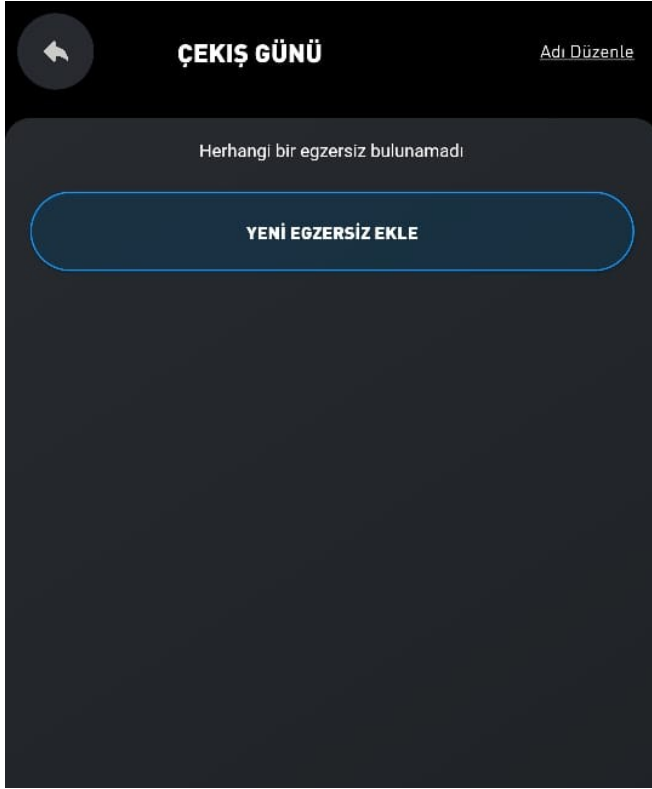 ÇEKIŞ GÜNÜ
Adı Düzenle
Herhangi bir egzersiz bulunamadı
YENİ EGZERSİZ EKLE